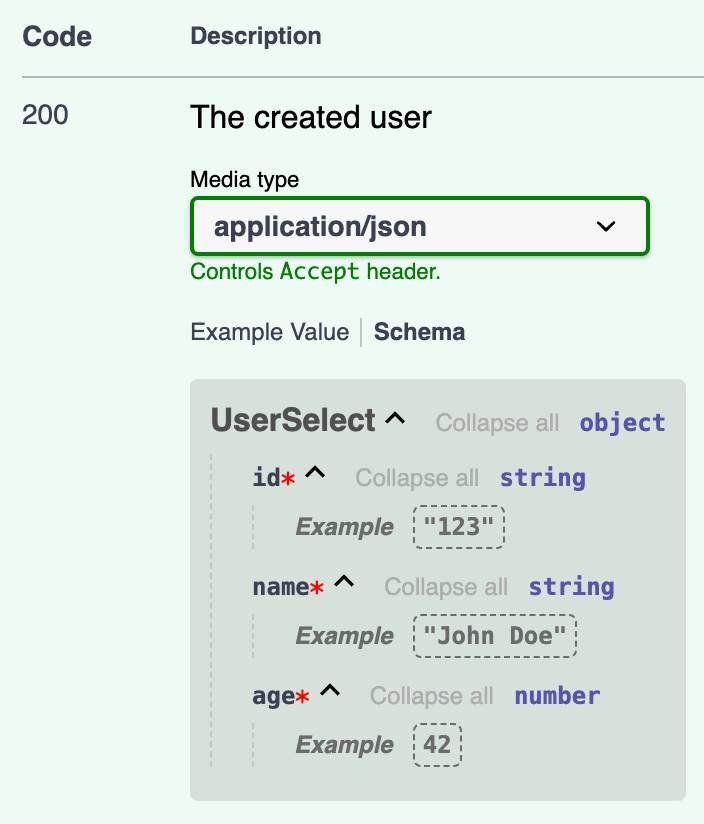 Code Description
200 The created user
Media type
application/json
Controls Accept header.
Example Value Schema
UserSelect Collapse all object
id* Collapse all string
Example "123"
name* Collapse all string
Example "John Doe"
age* Collapse all number
Example 42